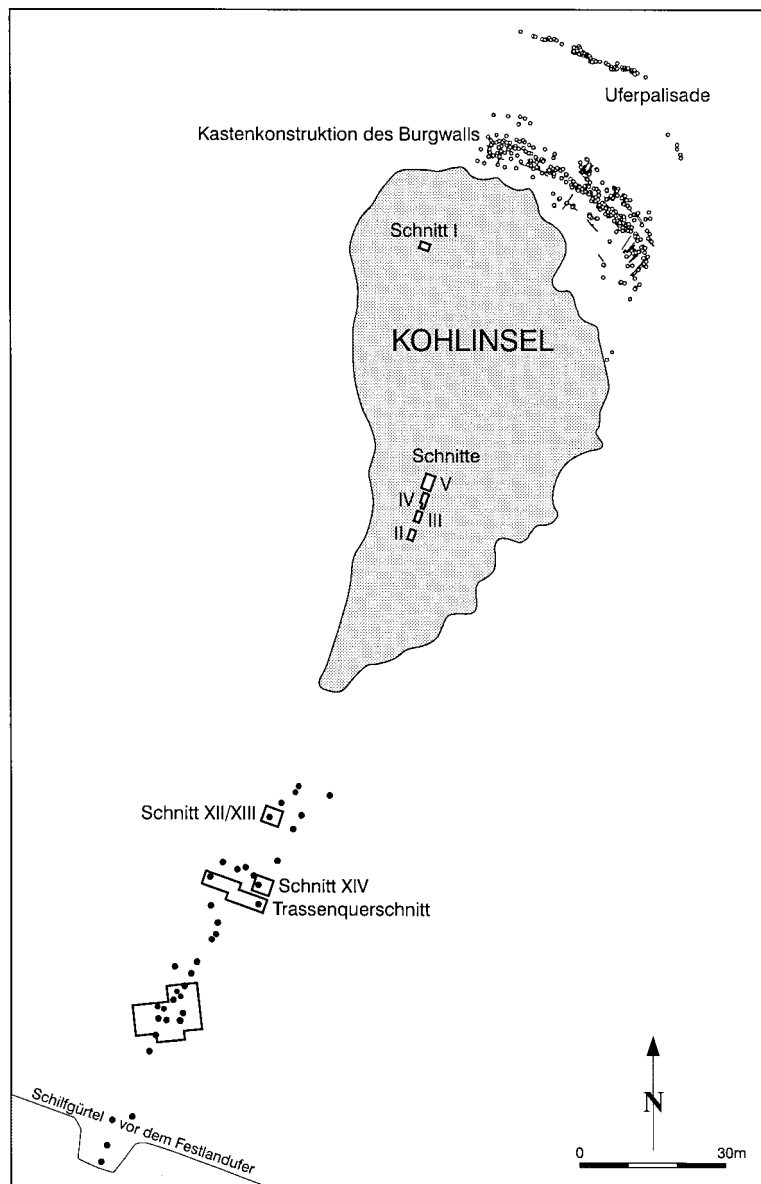 Uferpalisade
Kastenkonstruktion des Burgwalls
Schnitt I
KOHLINSEL
Schnitte
V
IV
III
II
Schnitt XII/XIII
Schnitt XIV
Trassenquerschnitt
Schilfgürtel vor dem Festlandufer
N
0 30m